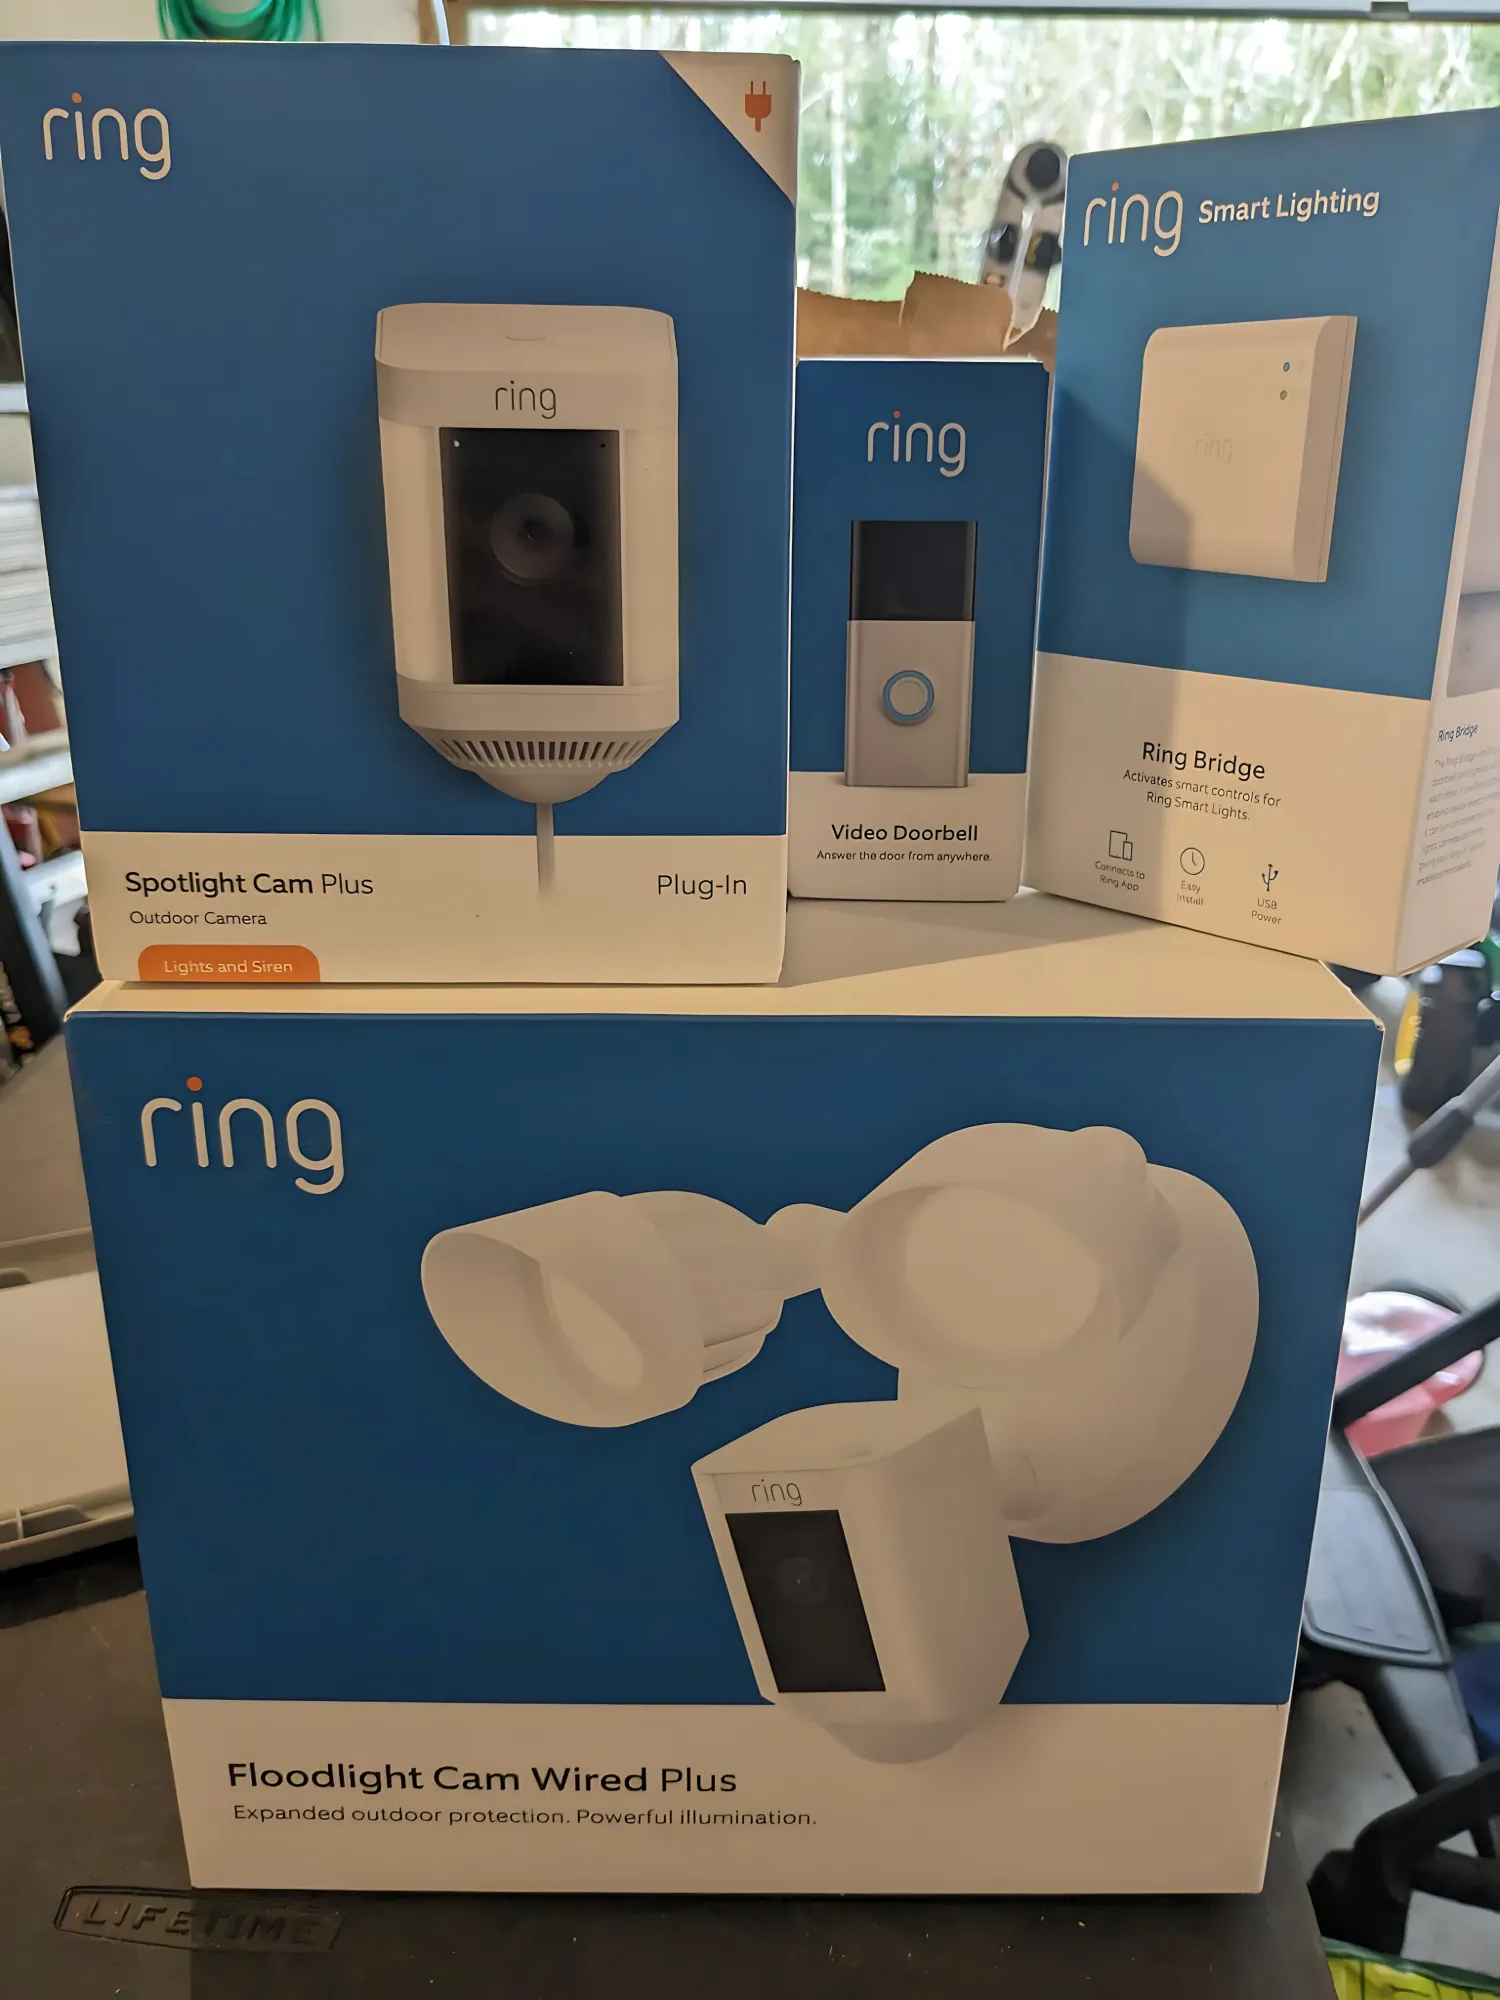 ring
ring
Spotlight Cam Plus
Plug-In
Outdoor Camera
Lights and Siren
ring
Video Doorbell
Answer the door from anywhere.
ring Smart Lighting
ring
Ring Bridge
Activates smart controls for
Ring Smart Lights.
Connects to
Ring App
Easy
Install
USB
Power
Ring Bridge
ring
ring
Floodlight Cam Wired Plus
Expanded outdoor protection. Powerful illumination.
LIFETIME